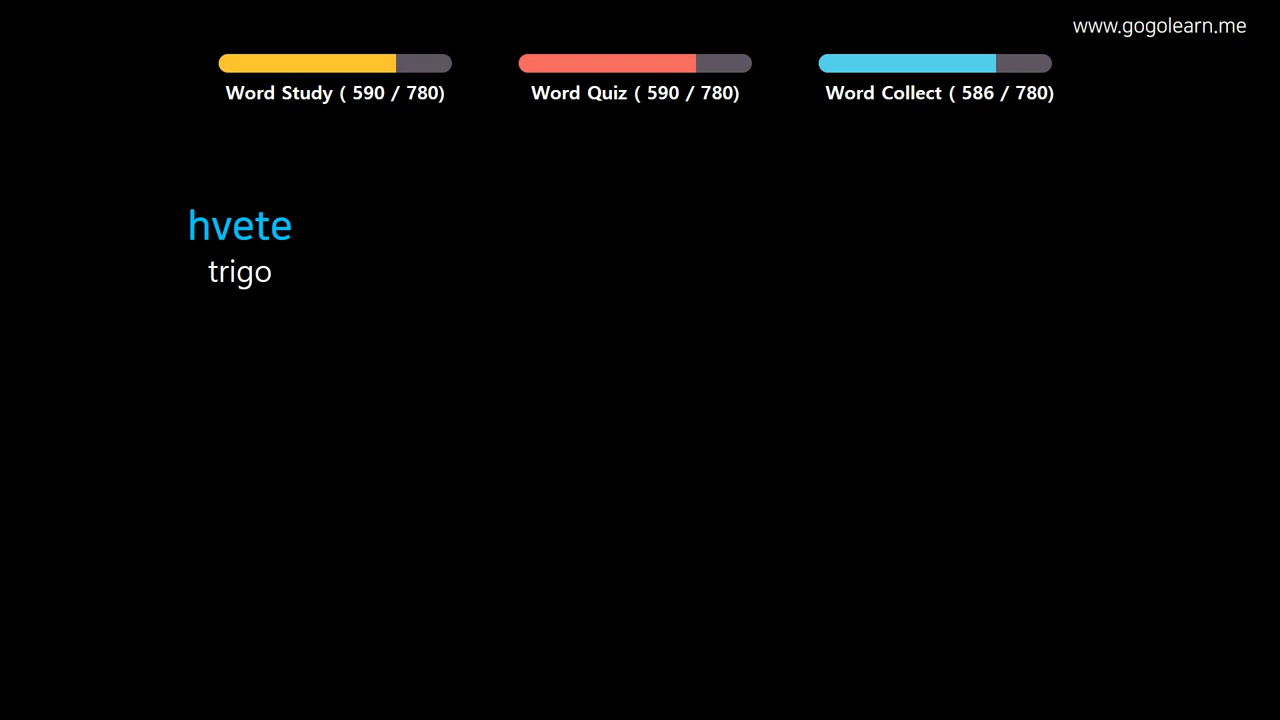 www.gogolearn.me
Word Study ( 590 / 780)
Word Quiz ( 590 / 780)
Word Collect ( 586 / 780)
hvete
trigo